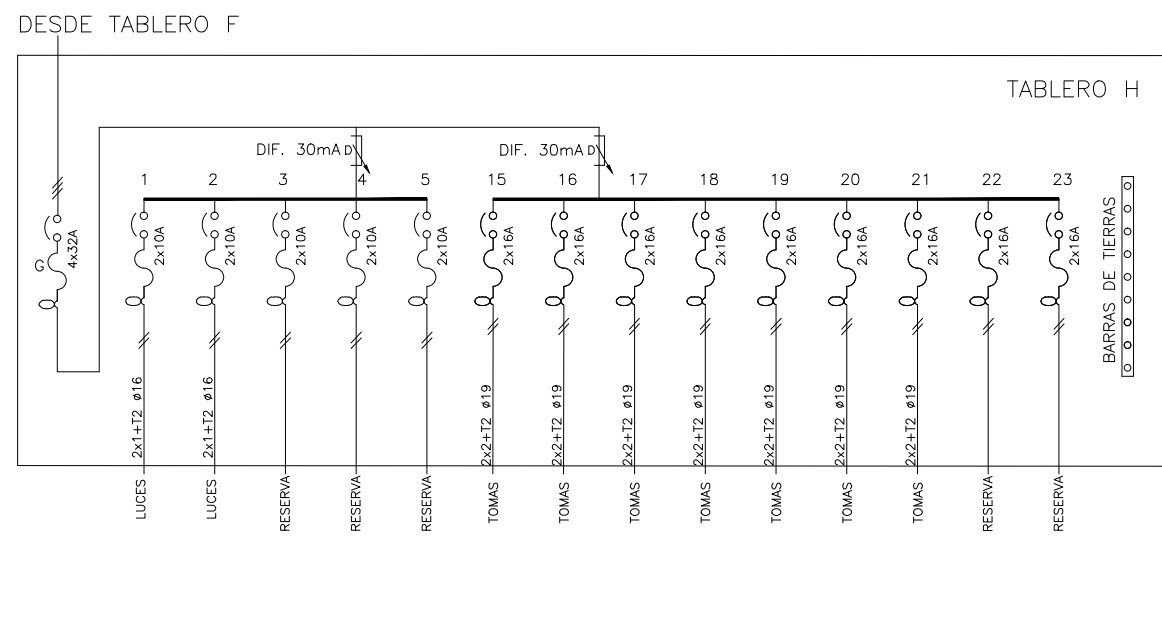 DESDE TABLERO F
TABLERO H
DIF. 30mA D
DIF. 30mA D
1 2 3 4 5 15 16 17 18 19 20 21 22 23
G
4x32A
2x10A
2x10A
2x10A
2x10A
2x10A
2x16A
2x16A
2x16A
2x16A
2x16A
2x16A
2x16A
2x16A
2x16A
BARRAS DE TIERRAS
2x1+T2 ø16
2x1+T2 ø16
2x2+T2 ø19
2x2+T2 ø19
2x2+T2 ø19
2x2+T2 ø19
2x2+T2 ø19
2x2+T2 ø19
2x2+T2 ø19
LUCES
LUCES
RESERVA
RESERVA
RESERVA
TOMAS
TOMAS
TOMAS
TOMAS
TOMAS
TOMAS
TOMAS
RESERVA
RESERVA